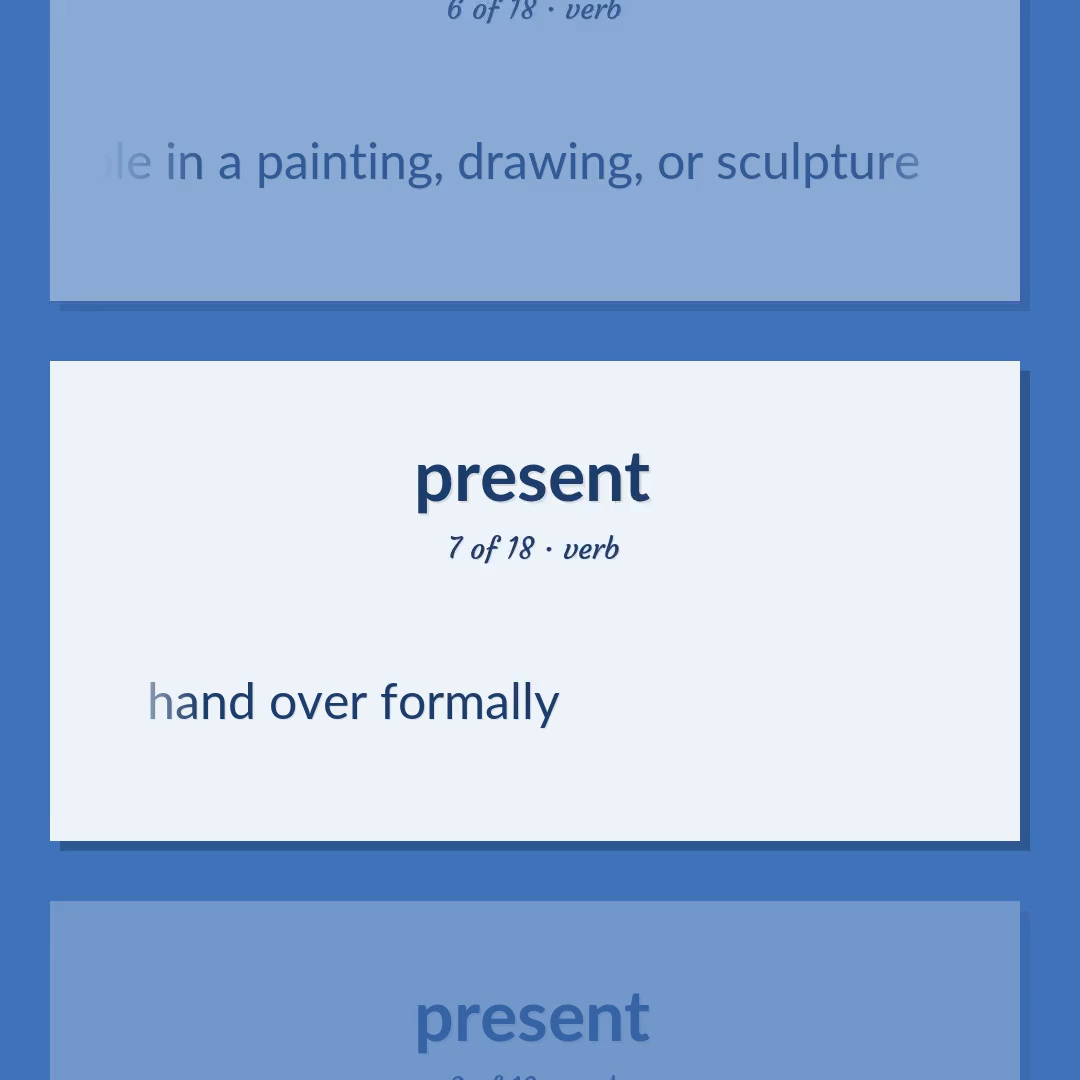 6 of 18 · verb
in a painting, drawing, or sculpture
present
7 of 18 · verb
hand over formally
present